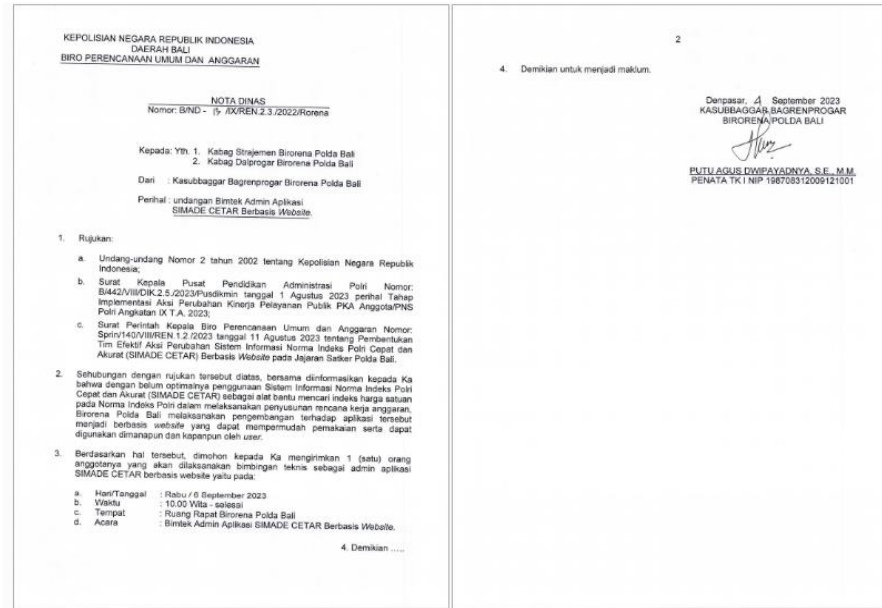 KEPOLISIAN NEGARA REPUBLIK INDONESIA
DAERAH BALI
BIRO PERENCANAAN UMUM DAN ANGGARAN
NOTA DINAS
Nomor: B/ND - /IX/REN.2.3./2022/Rorena
Kepada: Yth. 1. Kabag Strajemen Birorena Polda Bali
2. Kabag Dalprogar Birorena Polda Bali
Dari : Kasubbaggar Bagrenprogar Birorena Polda Bali
Perihal : undangan Bimtek Admin Aplikasi
SIMADE CETAR Berbasis Website.
1. Rujukan:
a. Undang-undang Nomor 2 tahun 2002 tentang Kepolisian Negara Republik
Indonesia;
b. Surat Kepala Pusat Pendidikan Administrasi Polri Nomor:
B/442/VIII/DIK.2.5./2023/Pusdikmin tanggal 1 Agustus 2023 perihal Tahap
Implementasi Aksi Perubahan Kinerja Pelayanan Publik PKA Anggota/PNS
Polri Angkatan IX T.A. 2023;
c. Surat Perintah Kepala Biro Perencanaan Umum dan Anggaran Nomor:
Sprin/140/VIII/REN.1.2./2023 tanggal 11 Agustus 2023 tentang Pembentukan
Tim Efektif Aksi Perubahan Sistem Informasi Norma Indeks Polri Cepat dan
Akurat (SIMADE CETAR) Berbasis Website pada Jajaran Satker Polda Bali.
2. Sehubungan dengan rujukan tersebut diatas, bersama diinformasikan kepada Ka
bahwa dengan belum optimalnya penggunaan Sistem Informasi Norma Indeks Polri
Cepat dan Akurat (SIMADE CETAR) sebagai alat bantu mencari indeks harga satuan
pada Norma Indeks Polri dalam melaksanakan penyusunan rencana kerja anggaran,
Birorena Polda Bali melaksanakan pengembangan terhadap aplikasi tersebut
menjadi berbasis website yang dapat mempermudah pemakaian serta dapat
digunakan dimanapun dan kapanpun oleh user.
3. Berdasarkan hal tersebut, dimohon kepada Ka mengirimkan 1 (satu) orang
anggotanya yang akan dilaksanakan bimbingan teknis sebagai admin aplikasi
SIMADE CETAR berbasis website yaitu pada:
a. Hari/Tanggal : Rabu / 6 September 2023
b. Waktu : 10.00 Wita - selesai
c. Tempat : Ruang Rapat Birorena Polda Bali
d. Acara : Bimtek Admin Aplikasi SIMADE CETAR Berbasis Website.
4. Demikian .....
2
4. Demikian untuk menjadi maklum.
Denpasar, 4 September 2023
KASUBBAGGAR BAGRENPROGAR
BIRORENA POLDA BALI
PUTU AGUS DWIPAYADNYA, S.E., M.M.
PENATA TK I NIP 198708312009121001